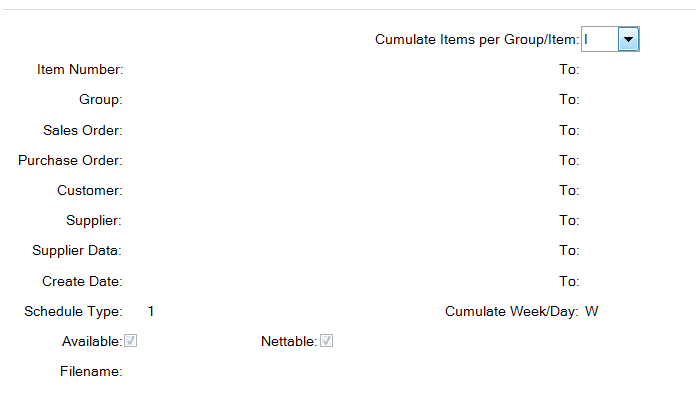 Cumulate Items per Group/Item: I
Item Number: To:
Group: To:
Sales Order: To:
Purchase Order: To:
Customer: To:
Supplier: To:
Supplier Data: To:
Create Date: To:
Schedule Type: 1 Cumulate Week/Day: W
Available: Nettable:
Filename: